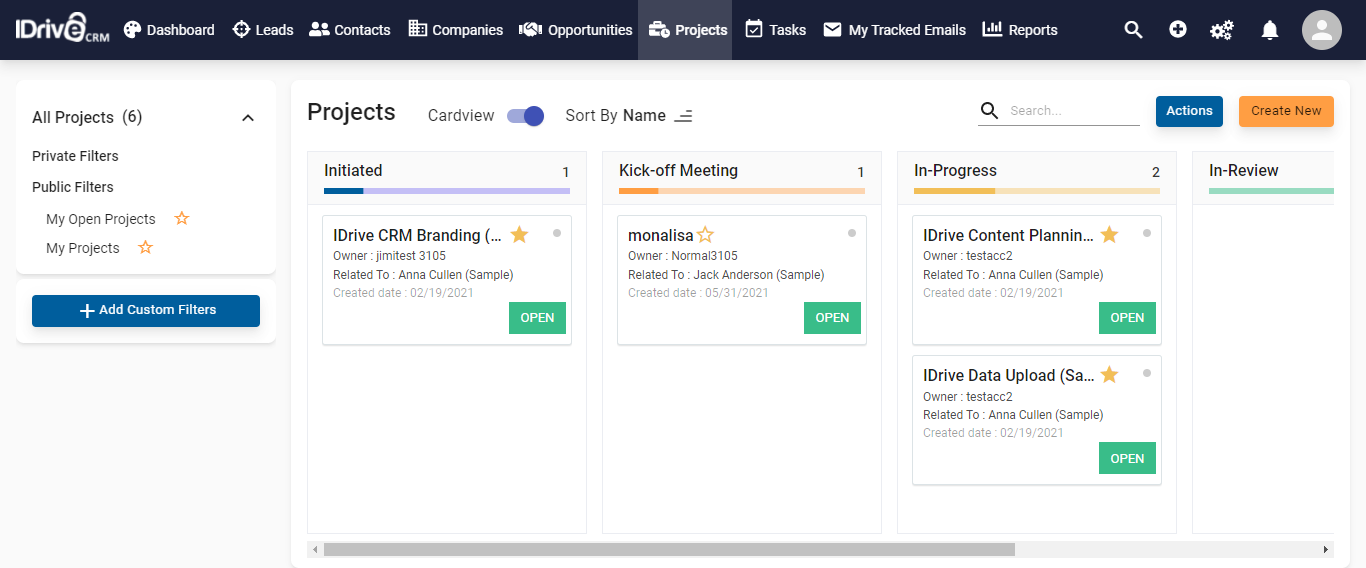 IDrive CRM Dashboard Leads Contacts Companies Opportunities Projects Tasks My Tracked Emails Reports
All Projects (6)
Private Filters
Public Filters
My Open Projects
My Projects
Add Custom Filters
Projects Cardview Sort By Name Search... Actions Create New
Initiated 1
IDrive CRM Branding (...
Owner : jimitest 3105
Related To : Anna Cullen (Sample)
Created date : 02/19/2021
OPEN
Kick-off Meeting 1
monalisa
Owner : Normal3105
Related To : Jack Anderson (Sample)
Created date : 05/31/2021
OPEN
In-Progress 2
IDrive Content Plannin...
Owner : testacc2
Related To : Anna Cullen (Sample)
Created date : 02/19/2021
OPEN
IDrive Data Upload (Sa...
Owner : testacc2
Related To : Anna Cullen (Sample)
Created date : 02/19/2021
OPEN
In-Review